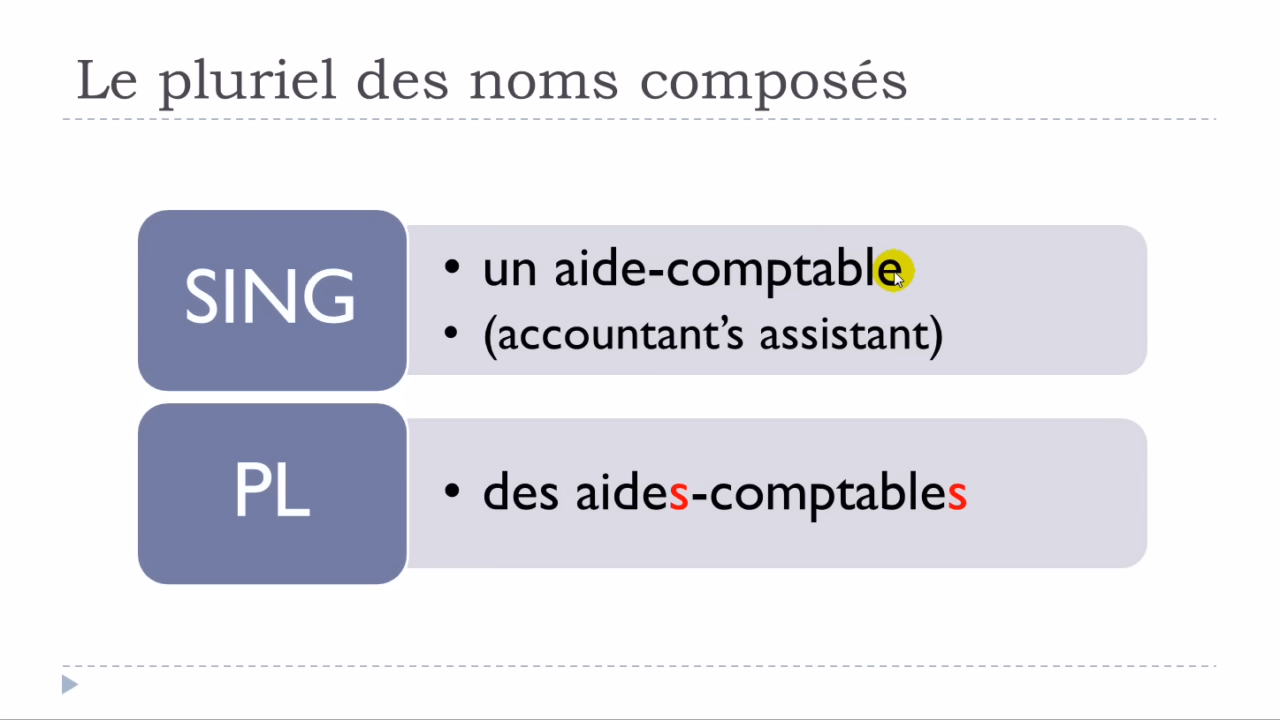 Le pluriel des noms composés
SING
• un aide-comptable
• (accountant’s assistant)
PL
• des aides-comptables